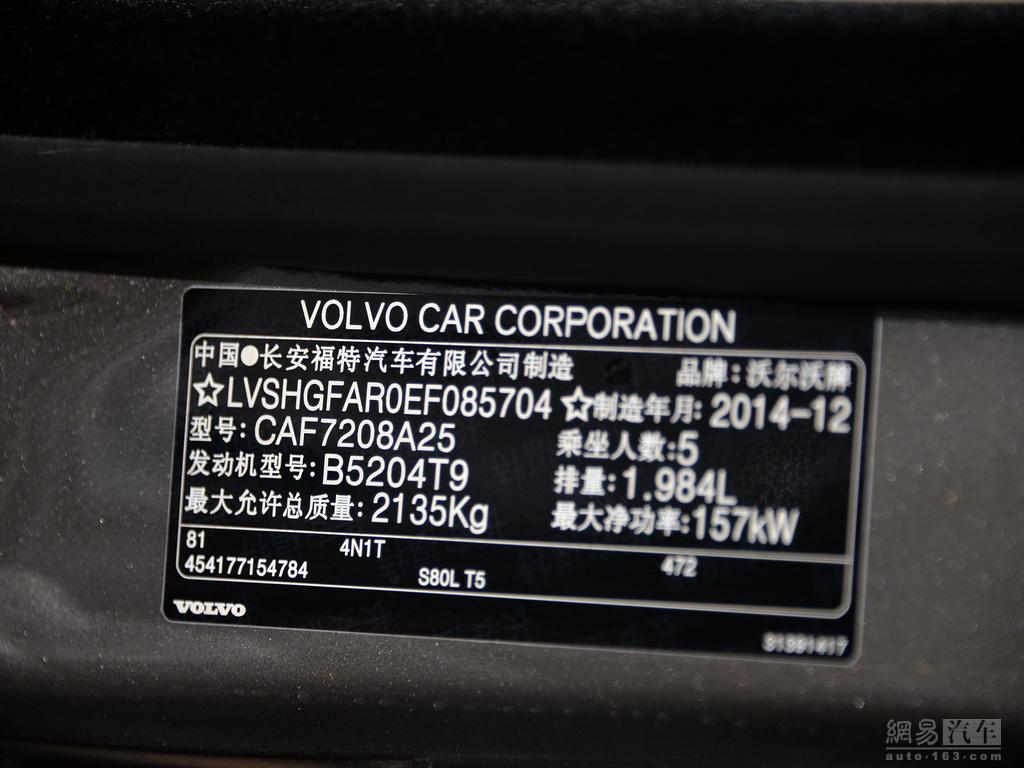 VOLVO CAR CORPORATION
中国●长安福特汽车有限公司制造 品牌：沃尔沃牌
☆LVSHGFAR0EF085704 ☆制造年月：2014-12
型号：CAF7208A25 乘坐人数：5
发动机型号：B5204T9 排量：1.984L
最大允许总质量：2135Kg 最大净功率：157kW
81 4N1T 472
454177154784 S80L T5
VOLVO
31391417
網易汽车
auto.163.com